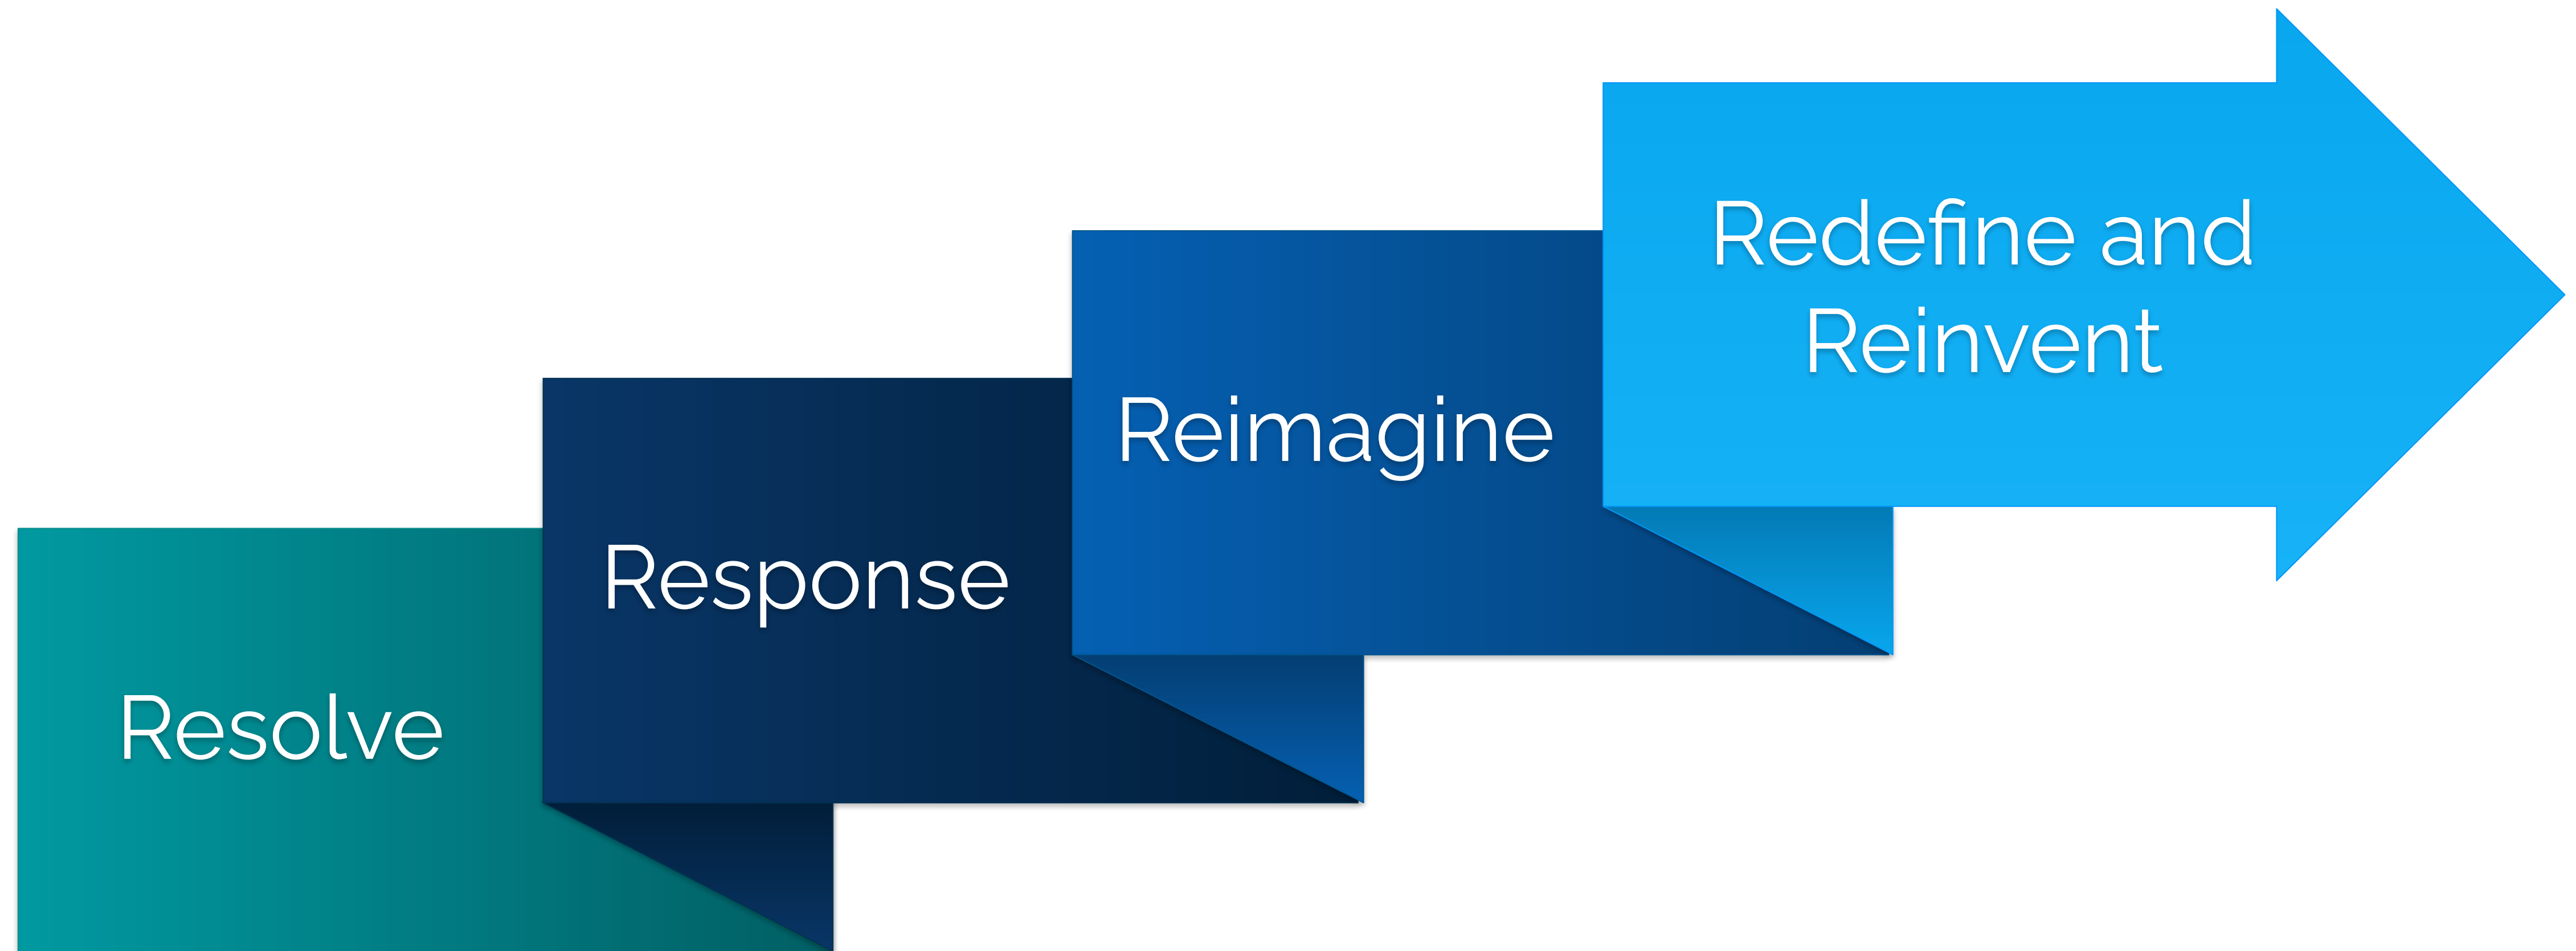 Resolve
Response
Reimagine
Redefine and
Reinvent